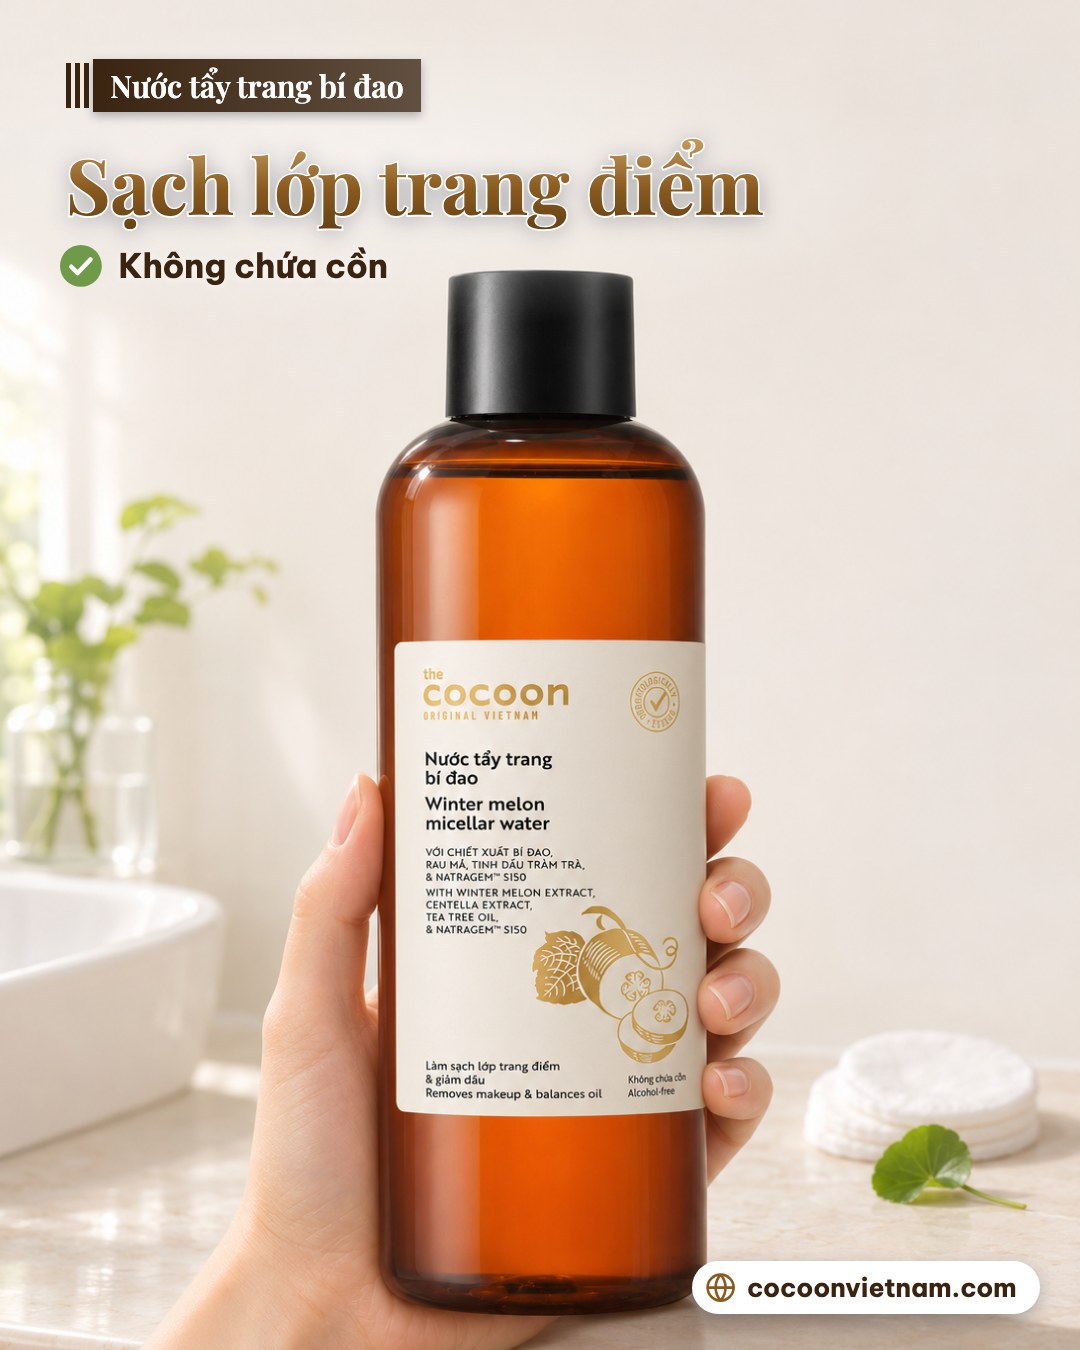 Nước tẩy trang bí đao
Sạch lớp trang điểm
Không chứa cồn
the
cocoon
ORIGINAL VIETNAM
Nước tẩy trang
bí đao
Winter melon
micellar water
VỚI CHIẾT XUẤT BÍ ĐAO,
RAU MÁ, TINH DẦU TRÀM TRÀ,
& NATRAGEM™ S150
WITH WINTER MELON EXTRACT,
CENTELLA EXTRACT,
TEA TREE OIL,
& NATRAGEM™ S150
Làm sạch lớp trang điểm
& giảm dầu
Removes makeup & balances oil
Không chứa cồn
Alcohol-free
cocoonvietnam.com